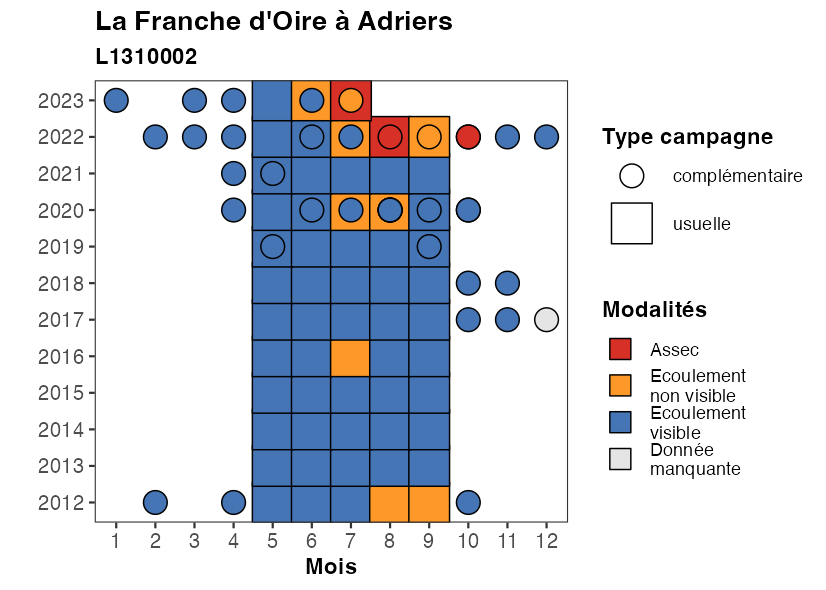 La Franche d'Oire à Adriers
L1310002
2023
2022
2021
2020
2019
2018
2017
2016
2015
2014
2013
2012
1 2 3 4 5 6 7 8 9 10 11 12
Mois
Type campagne
complémentaire
usuelle
Modalités
Assec
Ecoulement
non visible
Ecoulement
visible
Donnée
manquante